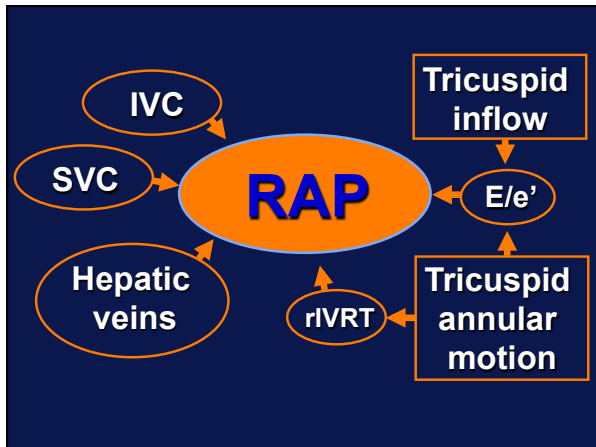 IVC
SVC
Hepatic
veins
RAP
rIVRT
Tricuspid
inflow
E/e’
Tricuspid
annular
motion